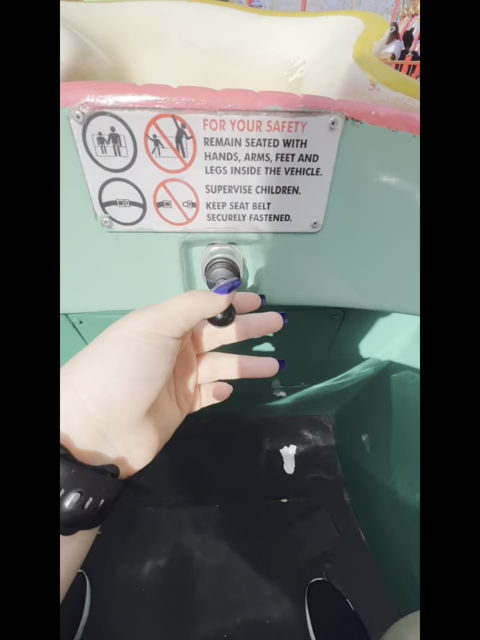 FOR YOUR SAFETY
REMAIN SEATED WITH
HANDS, ARMS, FEET AND
LEGS INSIDE THE VEHICLE.
SUPERVISE CHILDREN.
KEEP SEAT BELT
SECURELY FASTENED.